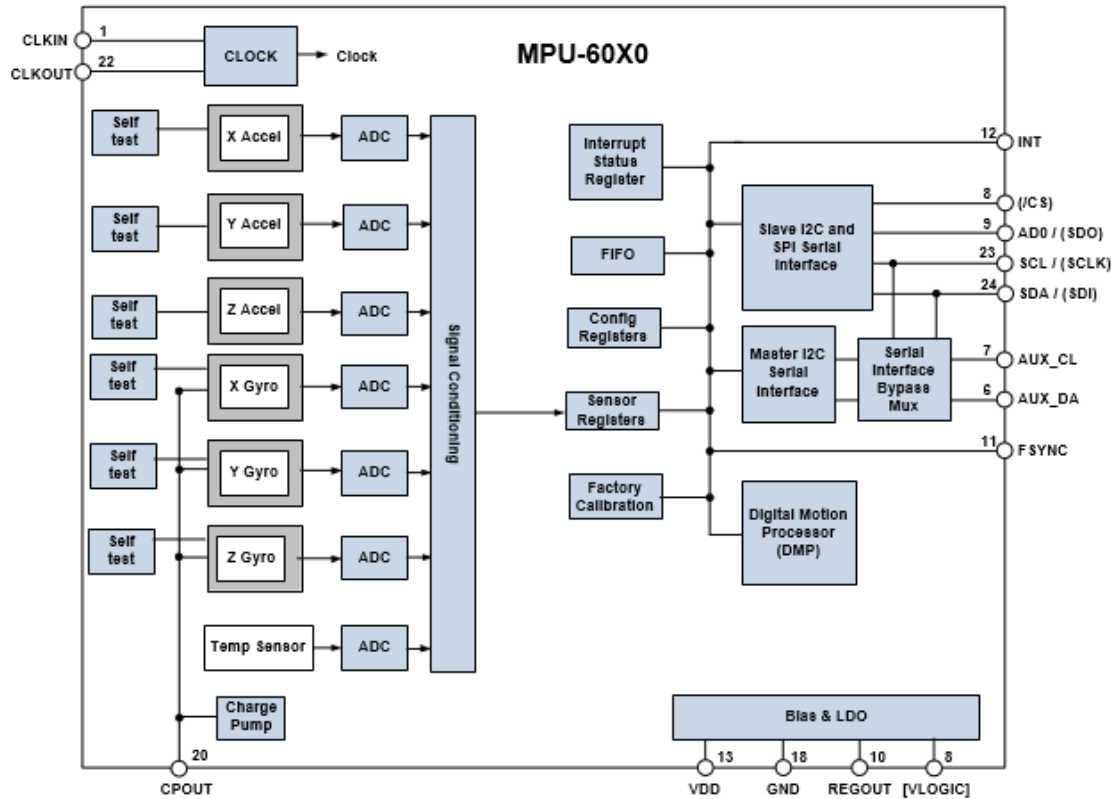 MPU-60X0
CLKIN
1
CLKOUT
22
CLOCK
Clock
Self
test
X Accel
ADC
Self
test
Y Accel
ADC
Self
test
Z Accel
ADC
Self
test
X Gyro
ADC
Self
test
Y Gyro
ADC
Self
test
Z Gyro
ADC
Temp Sensor
ADC
Charge
Pump
20
CPOUT
Signal Conditioning
Interrupt
Status
Register
FIFO
Config
Registers
Sensor
Registers
Factory
Calibration
Slave I2C and
SPI Serial
Interface
Master I2C
Serial
Interface
Serial
Interface
Bypass
Mux
Digital Motion
Processor
(DMP)
12
INT
8
(/CS)
9
AD0 / (SDO)
23
SCL / (SCLK)
24
SDA / (SDI)
7
AUX_CL
6
AUX_DA
11
FSYNC
Bias & LDO
13
18
10
8
VDD
GND
REGOUT
[VLOGIC]